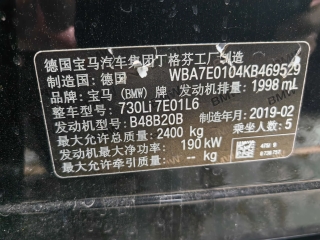 德国宝马汽车集团丁格芬工厂制造
制造国：德国 WBA7E0104KB469529
品牌：宝马 (BMW) 牌 发动机排量：1998 mL
整车型号：730Li 7E01L6
发动机型号：B48B20B 制造年月：2019-02
最大允许总质量：2400 kg 乘坐人数：5
发动机最大净功率：190 kW
最大允许牵引质量： kg